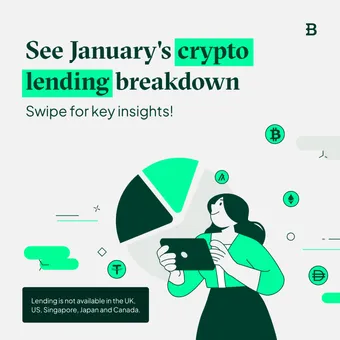 B
See January's crypto
lending breakdown
Swipe for key insights!
Lending is not available in the UK,
US, Singapore, Japan and Canada.